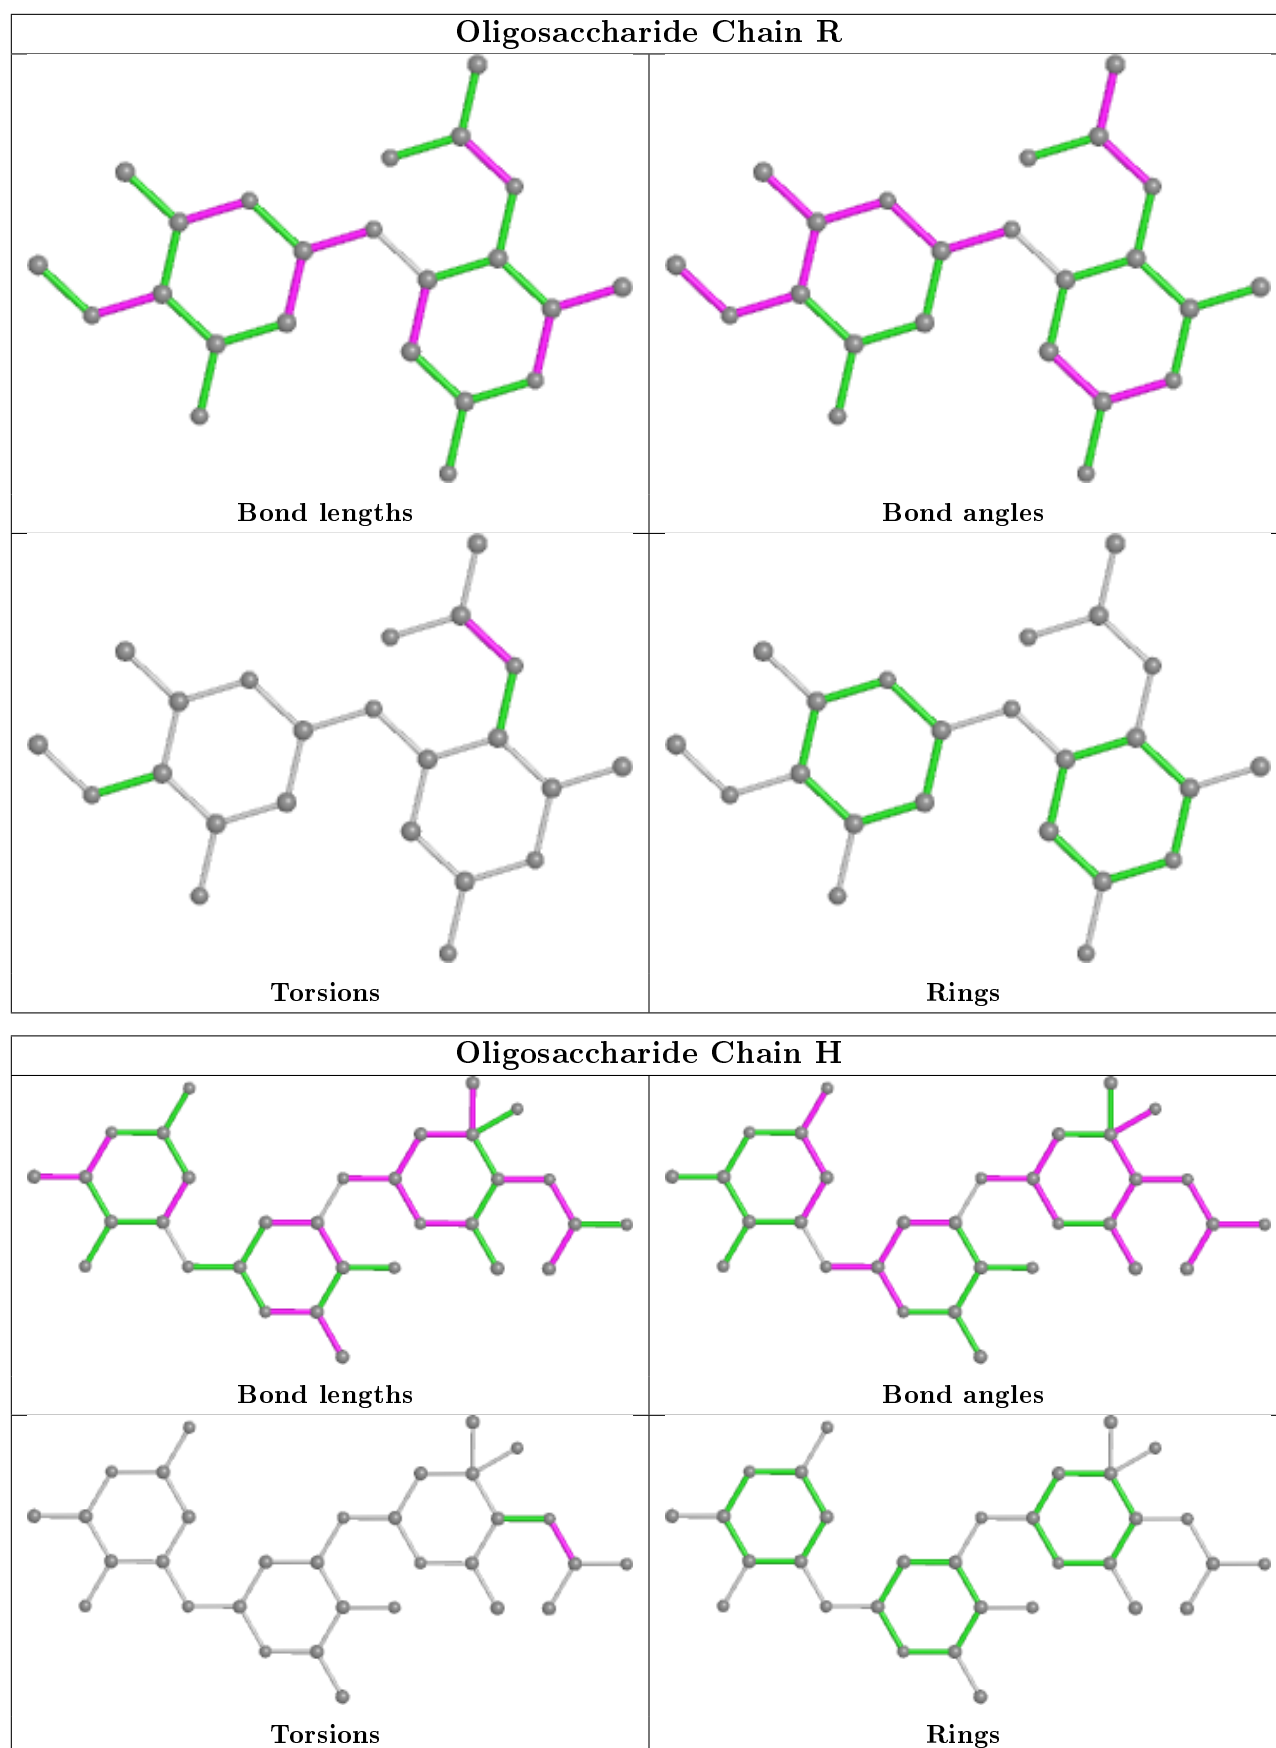 Oligosaccharide Chain R
Bond lengths
Bond angles
Torsions
Rings
Oligosaccharide Chain H
Bond lengths
Bond angles
Torsions
Rings